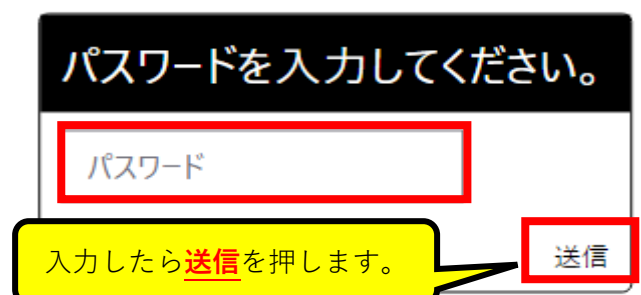 パスワードを入力してください。
パスワード
送信
入力したら送信を押します。